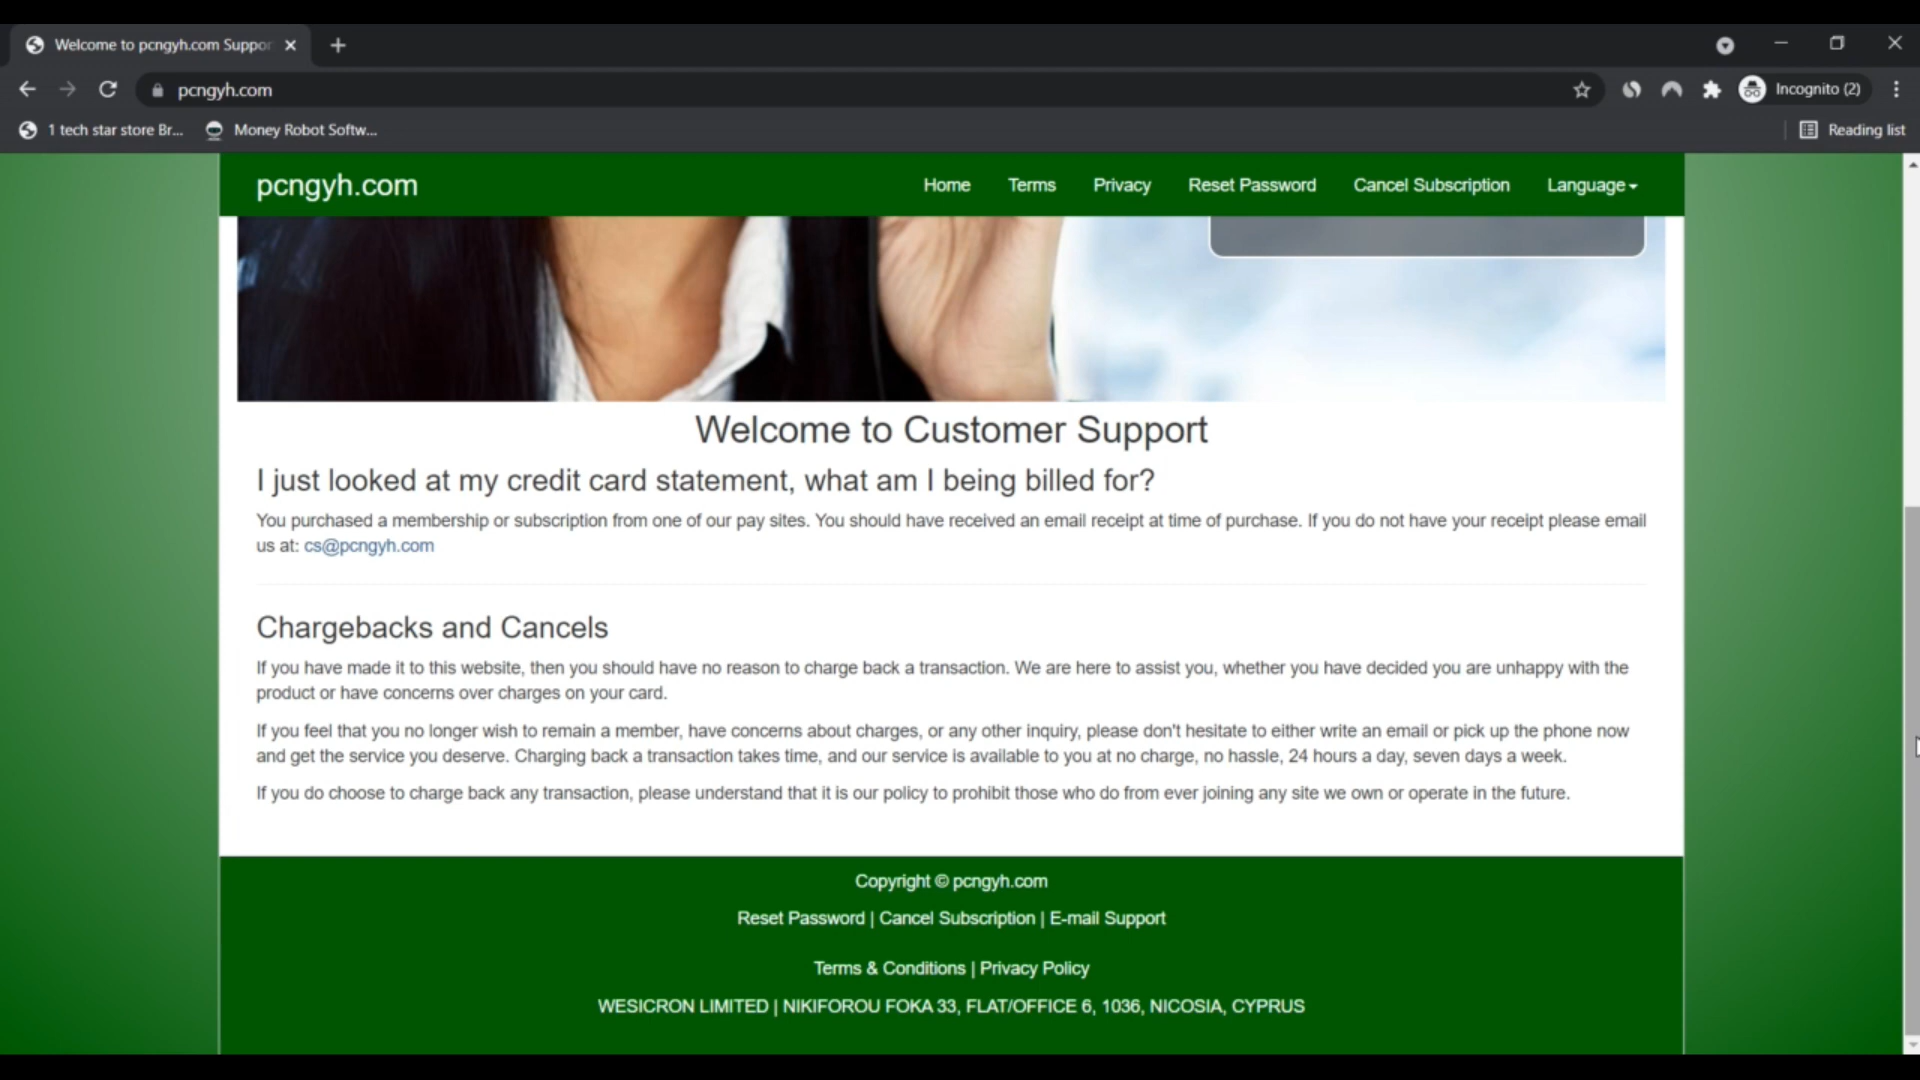 Welcome to pcngyh.com Suppor
pcngyh.com
Incognito (2)
1 tech star store Br...
Money Robot Softw...
Reading list
pcngyh.com
Home
Terms
Privacy
Reset Password
Cancel Subscription
Language
Welcome to Customer Support
I just looked at my credit card statement, what am I being billed for?
You purchased a membership or subscription from one of our pay sites. You should have received an email receipt at time of purchase. If you do not have your receipt please email
us at: cs@pcngyh.com
Chargebacks and Cancels
If you have made it to this website, then you should have no reason to charge back a transaction. We are here to assist you, whether you have decided you are unhappy with the
product or have concerns over charges on your card.
If you feel that you no longer wish to remain a member, have concerns about charges, or any other inquiry, please don't hesitate to either write an email or pick up the phone now
and get the service you deserve. Charging back a transaction takes time, and our service is available to you at no charge, no hassle, 24 hours a day, seven days a week.
If you do choose to charge back any transaction, please understand that it is our policy to prohibit those who do from ever joining any site we own or operate in the future.
Copyright © pcngyh.com
Reset Password | Cancel Subscription | E-mail Support
Terms & Conditions | Privacy Policy
WESICRON LIMITED | NIKIFOROU FOKA 33, FLAT/OFFICE 6, 1036, NICOSIA, CYPRUS